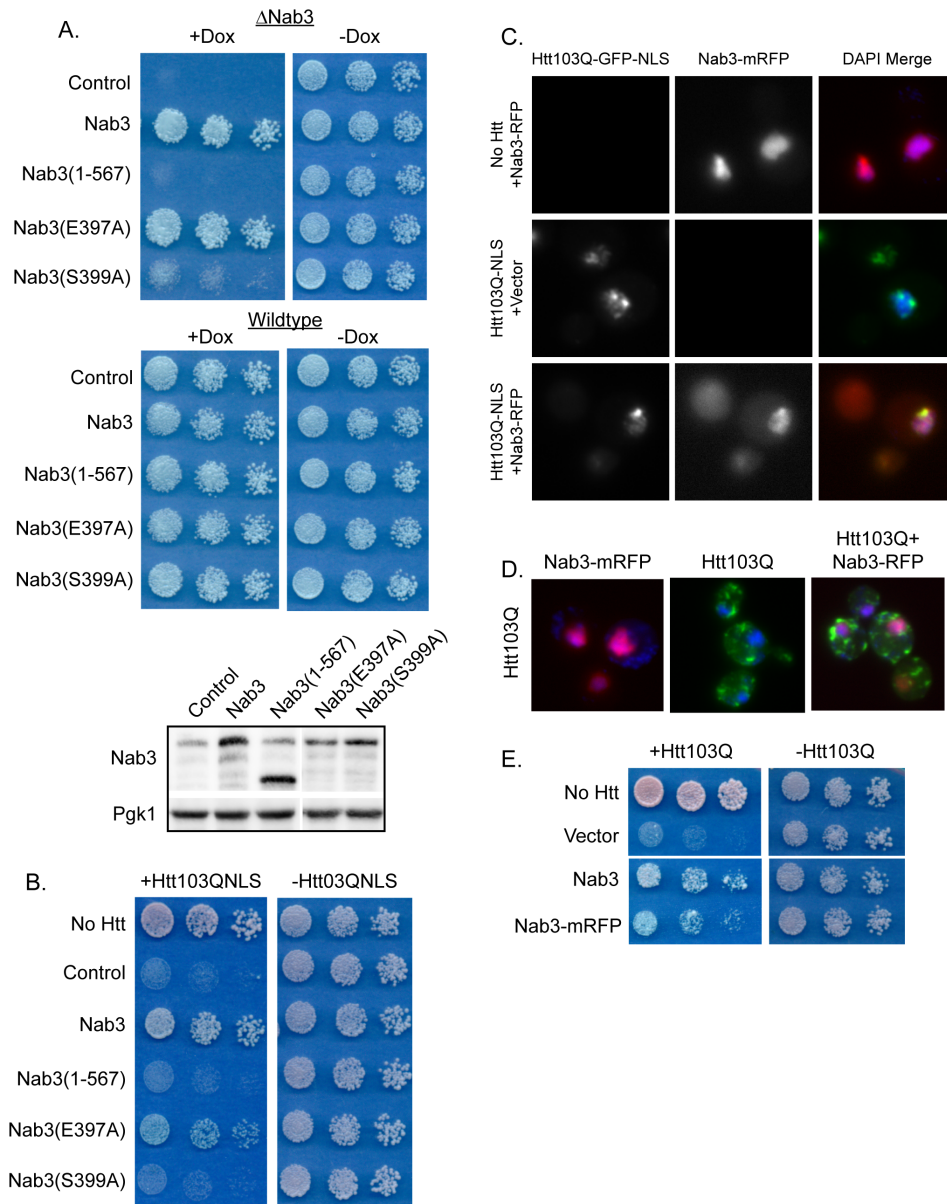 A.
ΔNab3
+Dox
-Dox
Control
Nab3
Nab3(1-567)
Nab3(E397A)
Nab3(S399A)
Wildtype
+Dox
-Dox
Control
Nab3
Nab3(1-567)
Nab3(E397A)
Nab3(S399A)
Control
Nab3
Nab3(1-567)
Nab3(E397A)
Nab3(S399A)
Nab3
Pgk1
B.
+Htt103QNLS
-Htt03QNLS
No Htt
Control
Nab3
Nab3(1-567)
Nab3(E397A)
Nab3(S399A)
C.
Htt103Q-GFP-NLS
Nab3-mRFP
DAPI Merge
No Htt
+Nab3-RFP
Htt103Q-NLS
+Vector
Htt103Q-NLS
+Nab3-RFP
D.
Nab3-mRFP
Htt103Q
Htt103Q+
Nab3-RFP
Htt103Q
E.
+Htt103Q
-Htt103Q
No Htt
Vector
Nab3
Nab3-mRFP